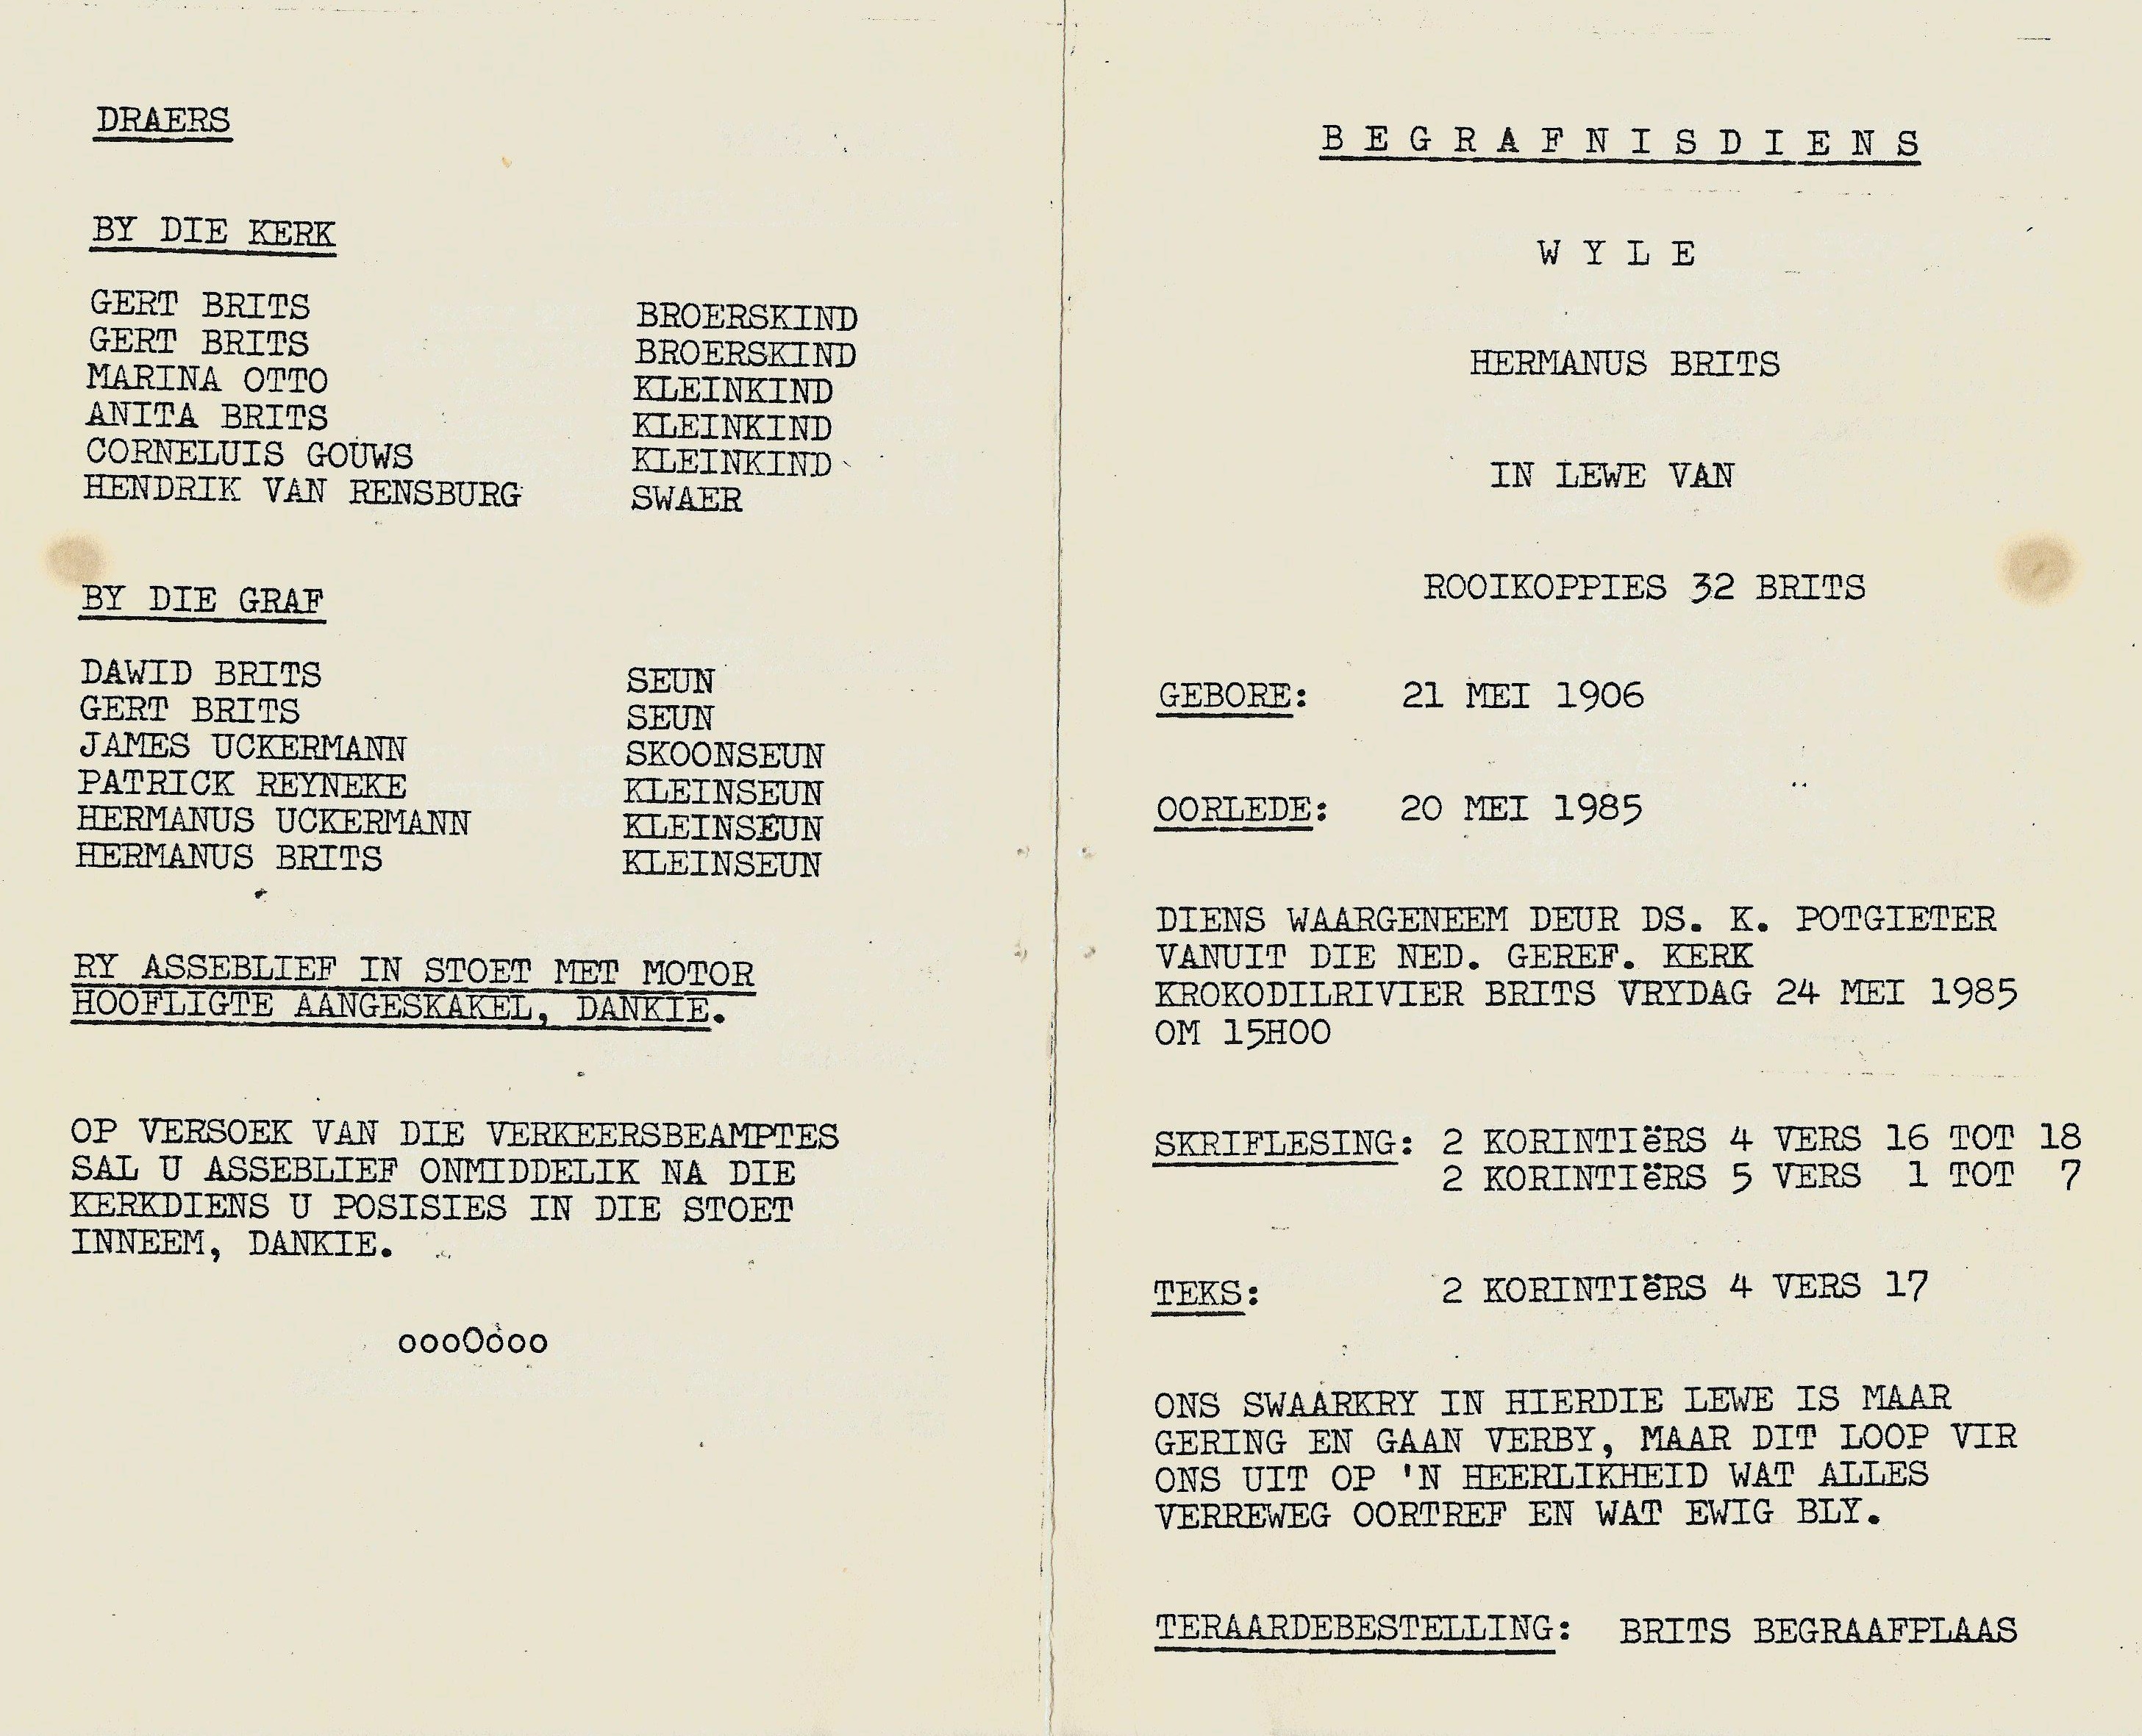 DRAERS
BY DIE KERK
GERT BRITS BROERSKIND
GERT BRITS BROERSKIND
MARINA OTTO KLEINKIND
ANITA BRITS KLEINKIND
CORNELUIS GOUWS KLEINKIND
HENDRIK VAN RENSBURG SWAER
BY DIE GRAF
DAWID BRITS SEUN
GERT BRITS SEUN
JAMES UCKERMANN SKOONSEUN
PATRICK REYNEKE KLEINSEUN
HERMANUS UCKERMANN KLEINSEUN
HERMANUS BRITS KLEINSEUN
RY ASSEBLIEF IN STOET MET MOTOR
HOOFLIGTE AANGESKAKEL, DANKIE.
OP VERSOEK VAN DIE VERKEERSBEAMPTES
SAL U ASSEBLIEF ONMIDDELIK NA DIE
KERKDIENS U POSISIES IN DIE STOET
INNEEM, DANKIE.
oooOooo
B E G R A F N I S D I E N S
W Y L E
HERMANUS BRITS
IN LEWE VAN
ROOIKOPPIES 32 BRITS
GEBORE: 21 MEI 1906
OORLEDE: 20 MEI 1985
DIENS WAARGENEEM DEUR DS. K. POTGIETER
VANUIT DIE NED. GEREF. KERK
KROKODILRIVIER BRITS VRYDAG 24 MEI 1985
OM 15H00
SKRIFLESING: 2 KORINTIëRS 4 VERS 16 TOT 18
2 KORINTIëRS 5 VERS 1 TOT 7
TEKS: 2 KORINTIëRS 4 VERS 17
ONS SWAARKRY IN HIERDIE LEWE IS MAAR
GERING EN GAAN VERBY, MAAR DIT LOOP VIR
ONS UIT OP 'N HEERLIKHEID WAT ALLES
VERREWEG OORTREF EN WAT EWIG BLY.
TERAARDEBESTELLING: BRITS BEGRAAFPLAAS